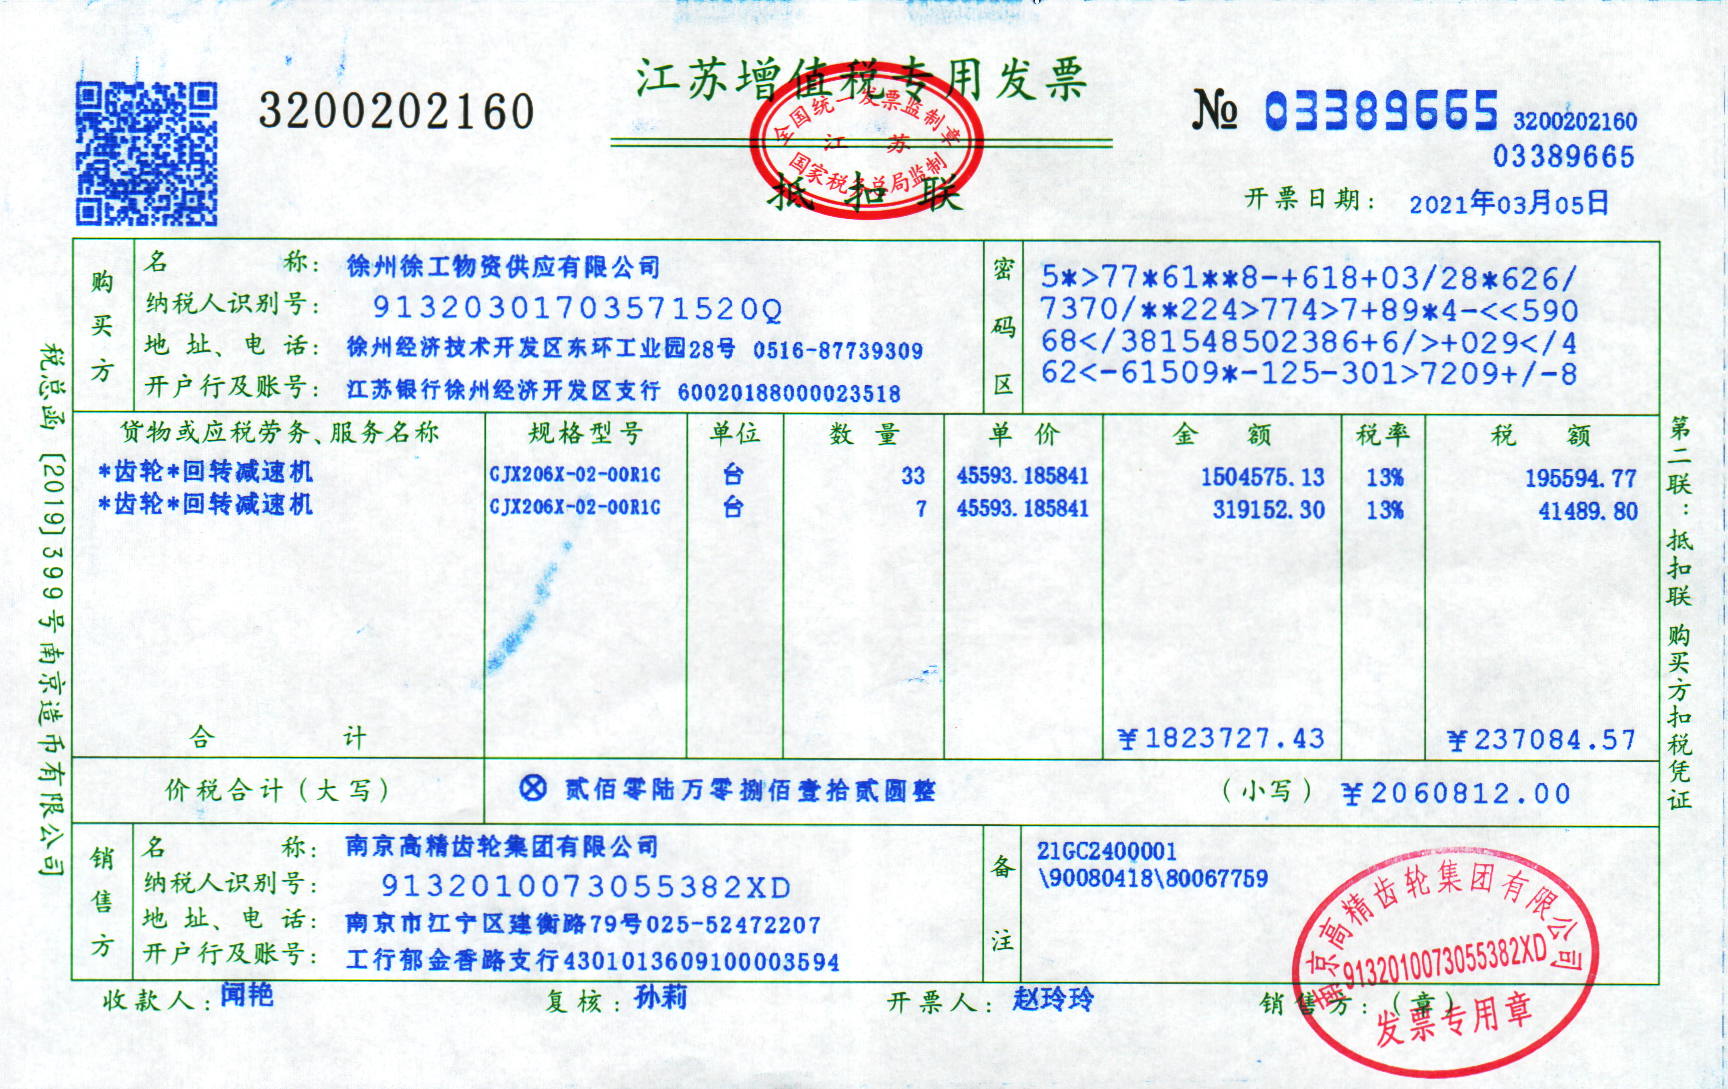 3200202160
江苏增值税专用发票
全国统一发票监制章
江 苏
国家税务总局监制
抵扣联
№ 03389665 3200202160
03389665
开票日期： 2021年03月05日
购买方
名 称： 徐州徐工物资供应有限公司
纳税人识别号： 91320301703571520Q
地 址、电 话： 徐州经济技术开发区东环工业园28号 0516-87739309
开户行及账号： 江苏银行徐州经济开发区支行 60020188000023518
密码区
5*>77*61**8-+618+03/28*626/
7370/**224>774>7+89*4-<<590
68</381548502386+6/>+029</4
62<-61509*-125-301>7209+/-8
货物或应税劳务、服务名称 规格型号 单位 数 量 单 价 金 额 税率 税 额
*齿轮*回转减速机 GJX206X-02-00R1G 台 33 45593.185841 1504575.13 13% 195594.77
*齿轮*回转减速机 GJX206X-02-00R1G 台 7 45593.185841 319152.30 13% 41489.80
合 计 ¥1823727.43 ¥237084.57
价税合计（大写） ⊗ 贰佰零陆万零捌佰壹拾贰圆整 （小写） ¥2060812.00
销售方
名 称： 南京高精齿轮集团有限公司
纳税人识别号： 9132010073055382XD
地 址、电 话： 南京市江宁区建衡路79号025-52472207
开户行及账号： 工行郁金香路支行4301013609100003594
备注
21GC2400001
\90080418\80067759
收款人： 闻艳 复核： 孙莉 开票人： 赵玲玲 销售方：（章）
南京高精齿轮集团有限公司
9132010073055382XD
发票专用章
税总函〔2019〕399号南京造币有限公司
第二联：抵扣联 购买方扣税凭证